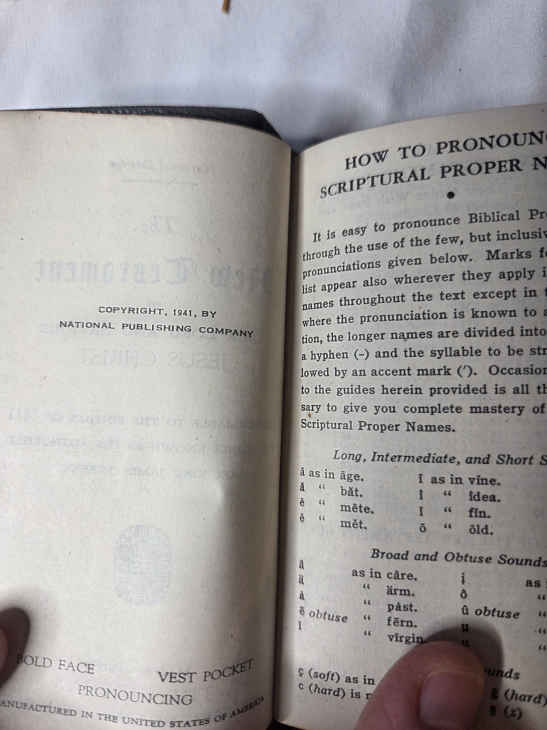 COPYRIGHT, 1941, BY
NATIONAL PUBLISHING COMPANY
BOLD FACE VEST POCKET
PRONOUNCING
MANUFACTURED IN THE UNITED STATES OF AMERICA
HOW TO PRONOUNC
SCRIPTURAL PROPER N
•
It is easy to pronounce Biblical Pr
through the use of the few, but inclusiv
pronunciations given below. Marks f
list appear also wherever they apply i
names throughout the text except in t
where the pronunciation is known to a
tion, the longer names are divided into
a hyphen (-) and the syllable to be str
lowed by an accent mark (′). Occasion
to the guides herein provided is all th
sary to give you complete mastery of
Scriptural Proper Names.
Long, Intermediate, and Short S
ā as in āge. ī as in vīne.
ă “ băt. “ idea.
ē “ mēte. ĭ “ fĭn.
ĕ “ mĕt. ō “ ōld.
Broad and Obtuse Sounds
as in câre. as
ä “ ärm. “
“ påst. û obtuse “
ẽ obtuse “ fẽrn. “
“ virgin. “
ç (soft) as in unds
c (hard) is g (hard)
(z)